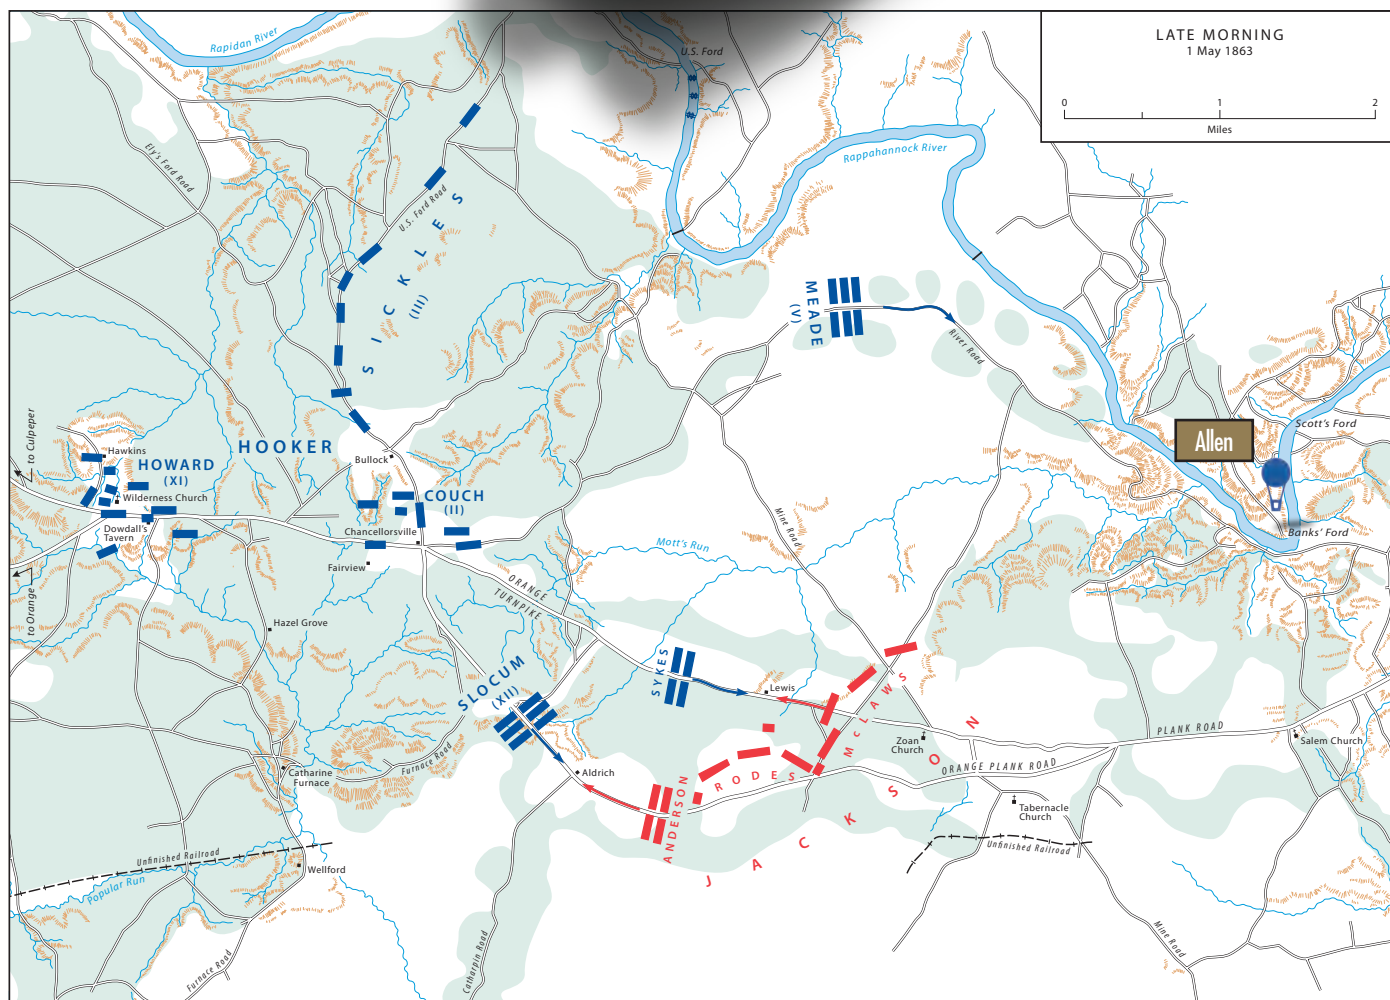 LATE MORNING
1 May 1863
0
1
2
Miles
Rapidan River
U.S. Ford
Ely's Ford Road
Rappahannock River
U.S. Ford Road
SICKLES
(III)
MEADE
(V)
River Road
to Culpeper
Hawkins
HOWARD
(XI)
HOOKER
Bullock
Allen
Scott's Ford
Wilderness Church
COUCH
(II)
Dowdall's
Tavern
Chancellorsville
Fairview
Mott's Run
Mine Road
Banks' Ford
to Orange
ORANGE
TURNPIKE
Hazel Grove
SLOCUM
(XII)
SYKES
Lewis
McLAWS
Zoan
Church
PLANK ROAD
Salem Church
Furnace Road
Catharine
Furnace
Aldrich
ANDERSON
RODES
JACKSON
ORANGE PLANK ROAD
Tabernacle
Church
Unfinished Railroad
Unfinished Railroad
Wellford
Popular Run
Furnace Road
Catharpin Road
Mine Road